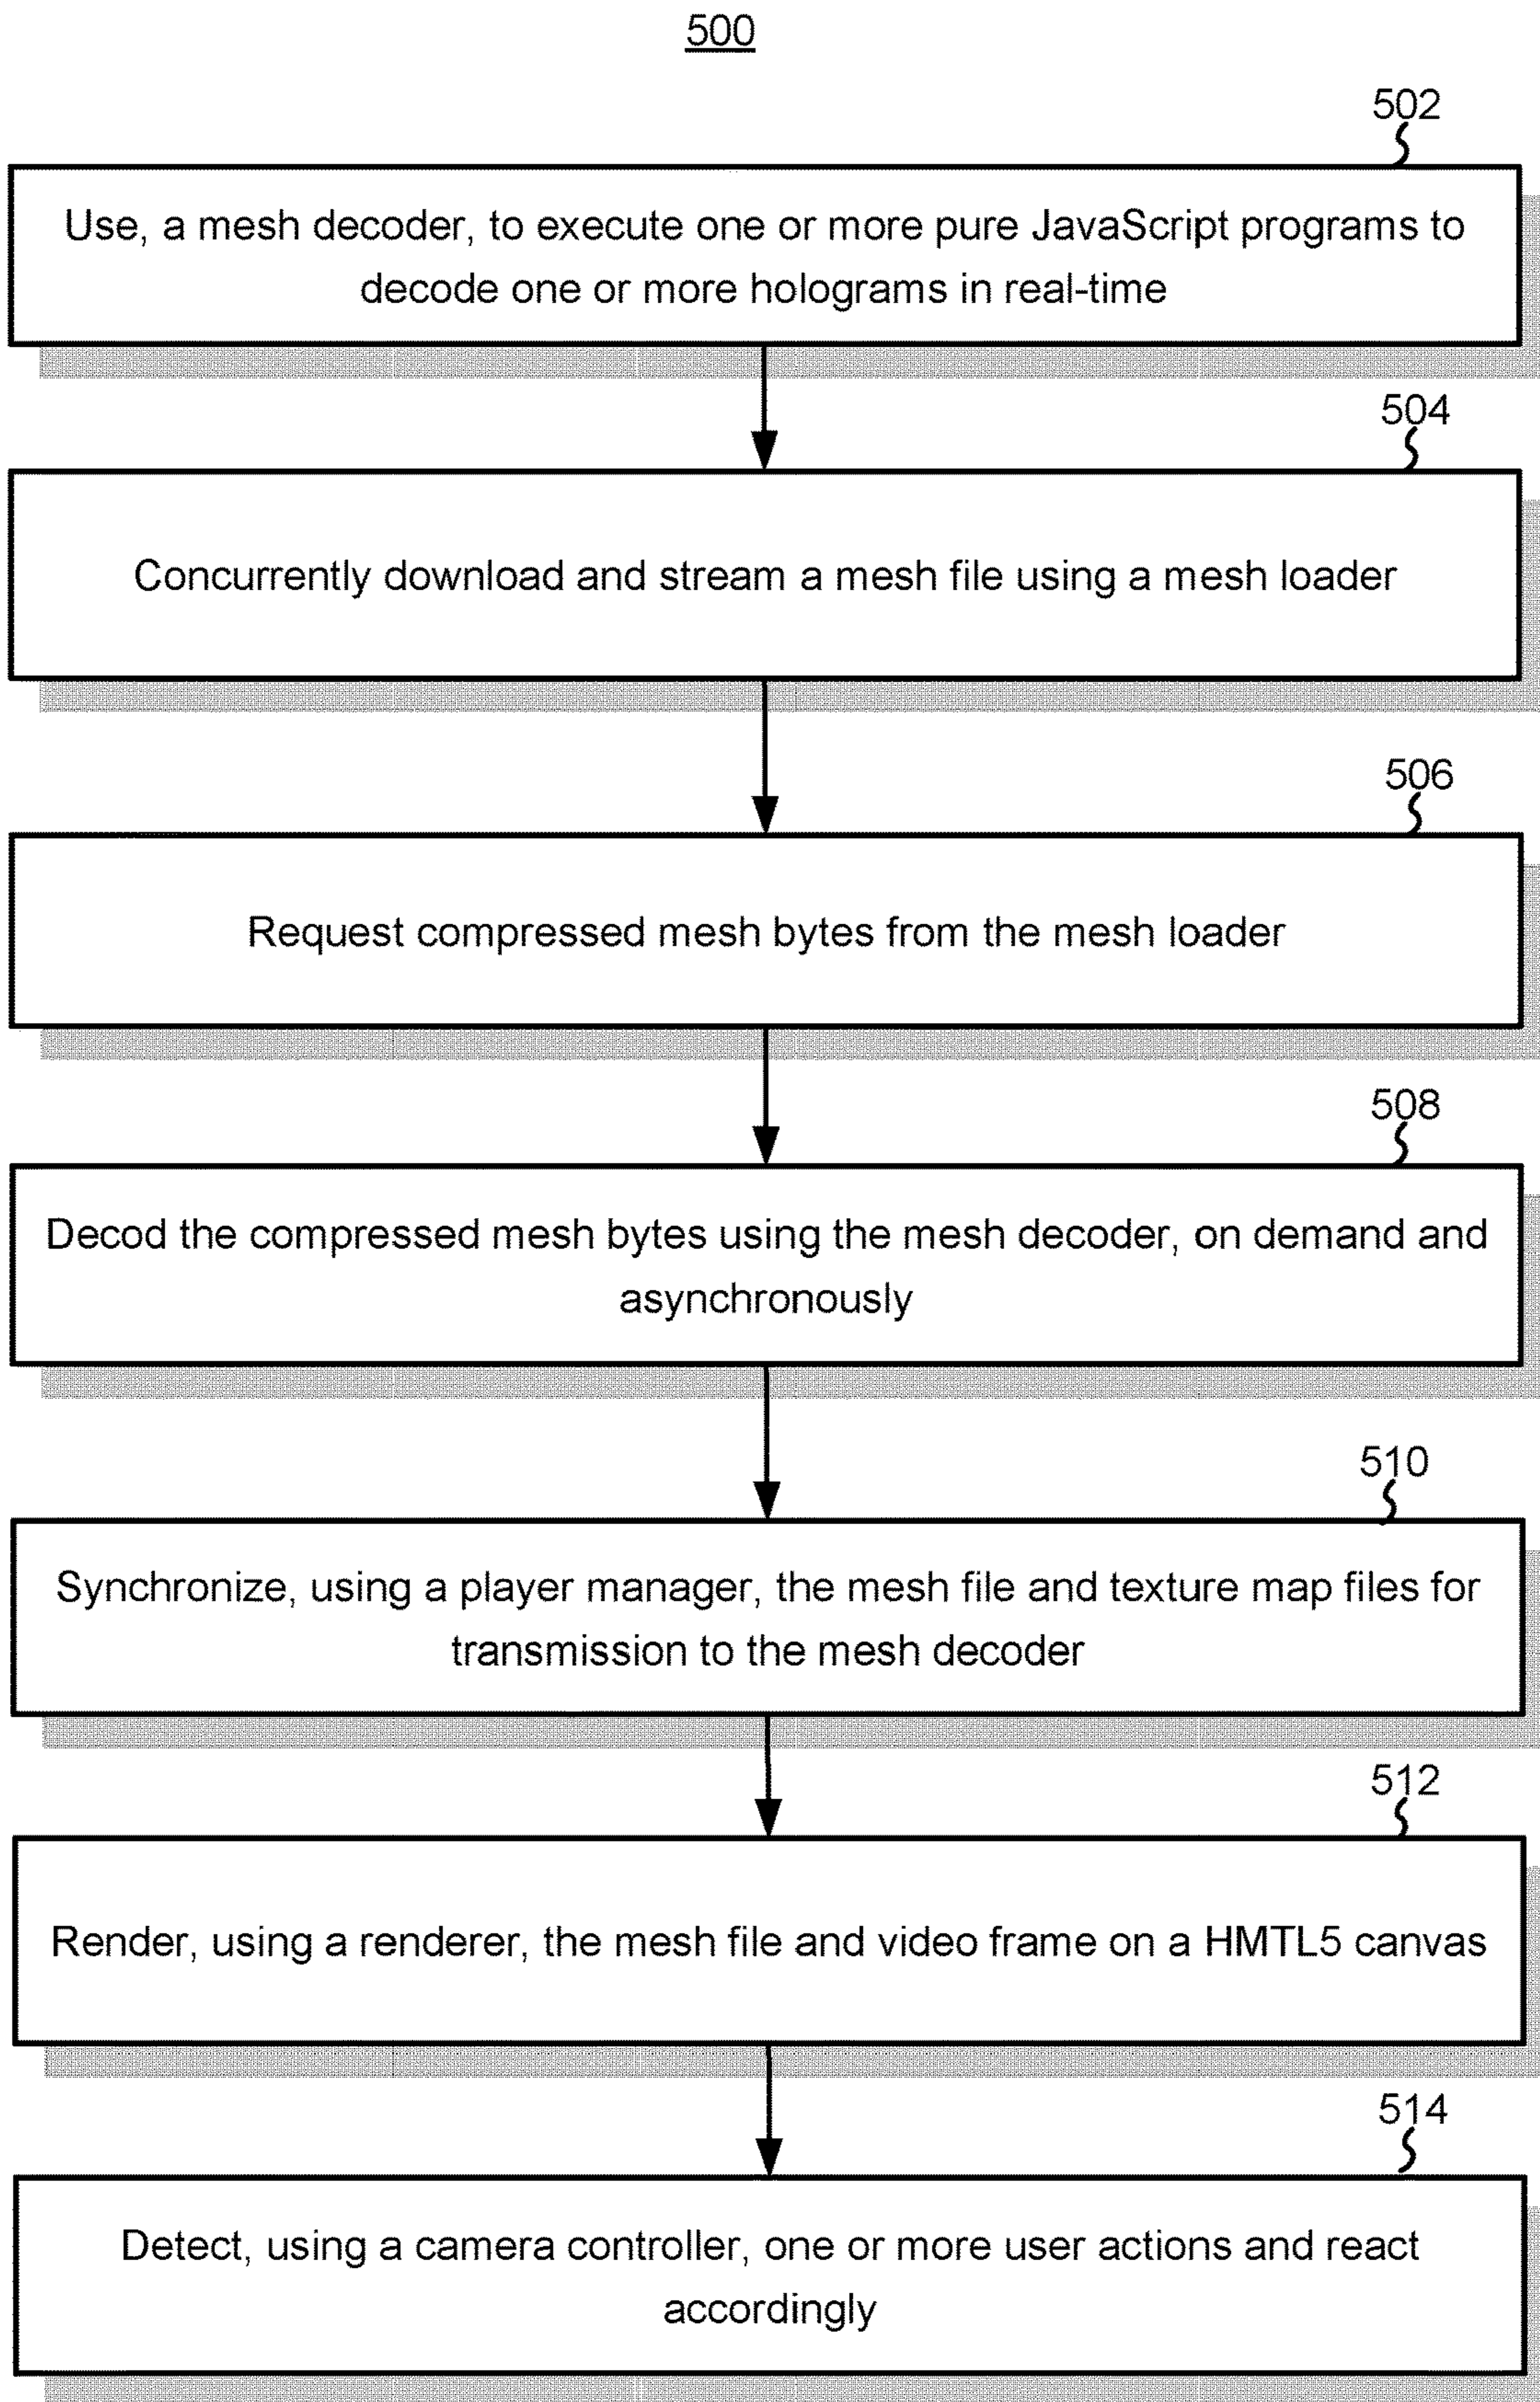 500
502
Use, a mesh decoder, to execute one or more pure JavaScript programs to
decode one or more holograms in real-time
504
Concurrently download and stream a mesh file using a mesh loader
506
Request compressed mesh bytes from the mesh loader
508
Decod the compressed mesh bytes using the mesh decoder, on demand and
asynchronously
510
Synchronize, using a player manager, the mesh file and texture map files for
transmission to the mesh decoder
512
Render, using a renderer, the mesh file and video frame on a HMTL5 canvas
514
Detect, using a camera controller, one or more user actions and react
accordingly